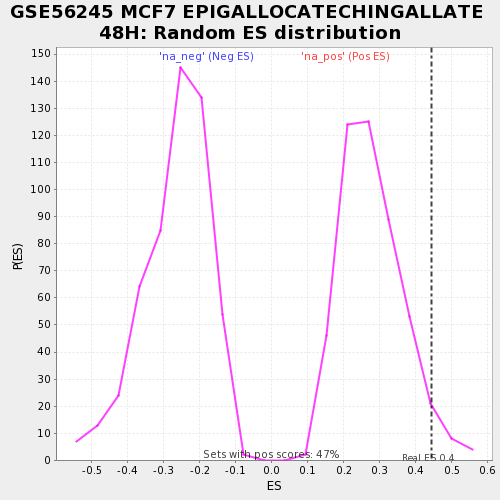 GSE56245 MCF7 EPIGALLOCATECHINGALLATE
48H: Random ES distribution
'na_neg' (Neg ES) 'na_pos' (Pos ES)
150
140
130
120
110
100
90
80
70
60
50
40
30
20
10
0
P(ES)
Sets with pos scores: 47%
Real ES 0.4
-0.5 -0.4 -0.3 -0.2 -0.1 0.0 0.1 0.2 0.3 0.4 0.5 0.6
ES